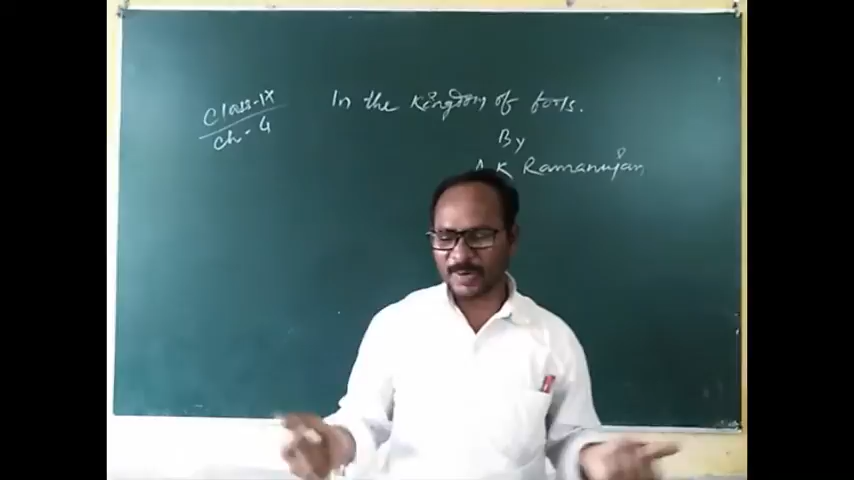 Class-IX
Ch-4
In the Kingdom of fools.
By
A K Ramanujan